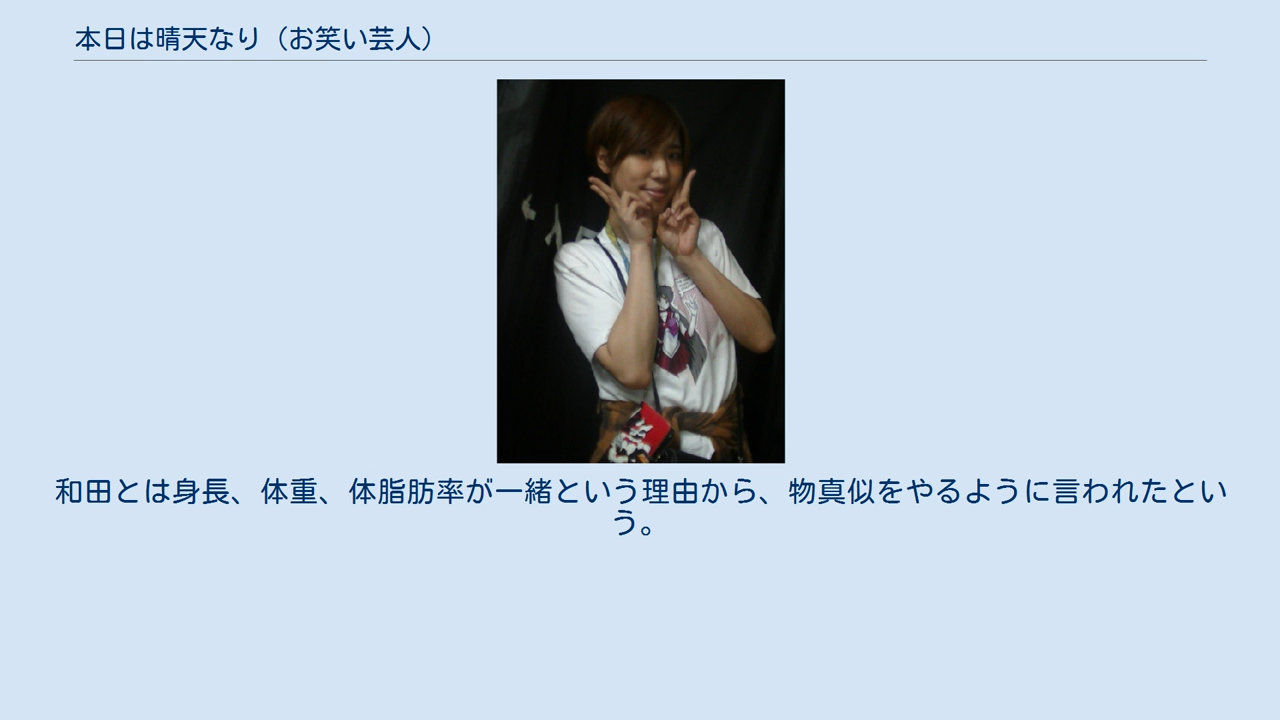 本日は晴天なり（お笑い芸人）
和田とは身長、体重、体脂肪率が一緒という理由から、物真似をやるように言われたとい
う。